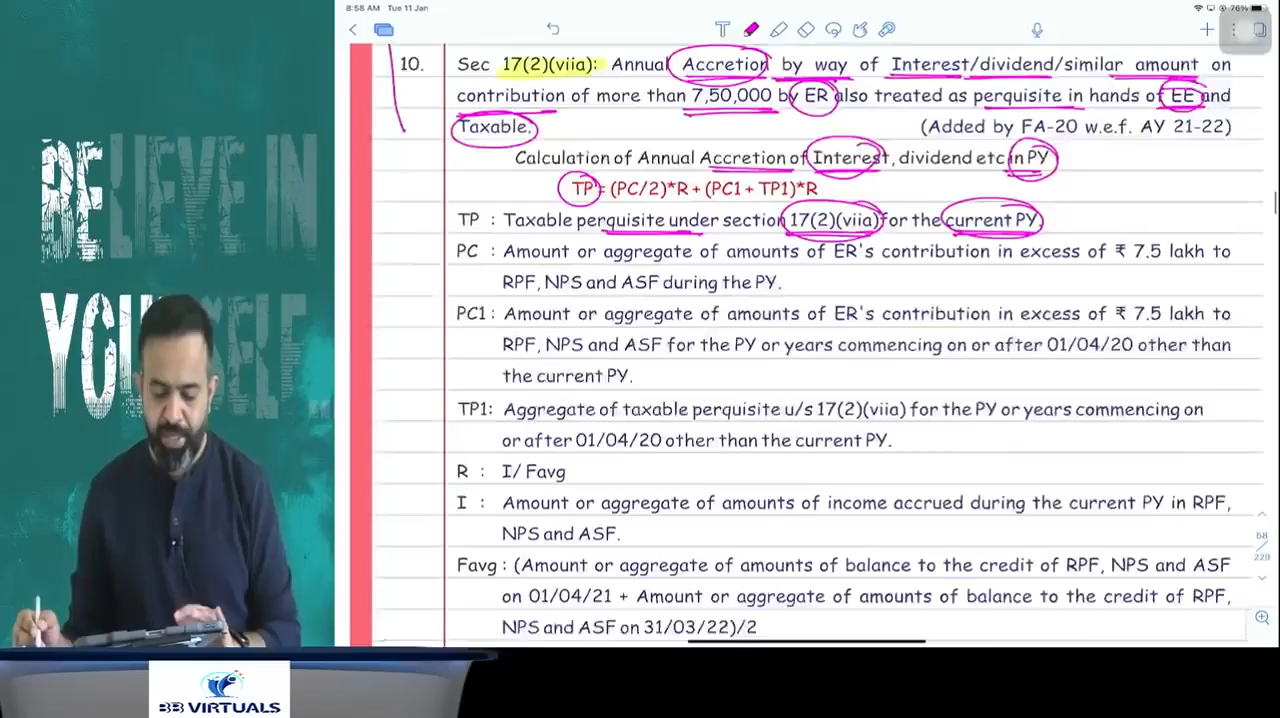 8:58 AM Tue 11 Jan
76%
10. Sec 17(2)(viia): Annual Accretion by way of Interest/dividend/similar amount on
contribution of more than 7,50,000 by ER also treated as perquisite in hands of EE and
Taxable. (Added by FA-20 w.e.f. AY 21-22)
Calculation of Annual Accretion of Interest, dividend etc in PY
TP = (PC/2)*R + (PC1 + TP1)*R
TP : Taxable perquisite under section 17(2)(viia) for the current PY.
PC : Amount or aggregate of amounts of ER's contribution in excess of ₹ 7.5 lakh to
RPF, NPS and ASF during the PY.
PC1: Amount or aggregate of amounts of ER's contribution in excess of ₹ 7.5 lakh to
RPF, NPS and ASF for the PY or years commencing on or after 01/04/20 other than
the current PY.
TP1: Aggregate of taxable perquisite u/s 17(2)(viia) for the PY or years commencing on
or after 01/04/20 other than the current PY.
R : I/ Favg
I : Amount or aggregate of amounts of income accrued during the current PY in RPF,
NPS and ASF.
Favg : (Amount or aggregate of amounts of balance to the credit of RPF, NPS and ASF
on 01/04/21 + Amount or aggregate of amounts of balance to the credit of RPF,
NPS and ASF on 31/03/22)/2
58
229
BELIEVE IN
BB VIRTUALS